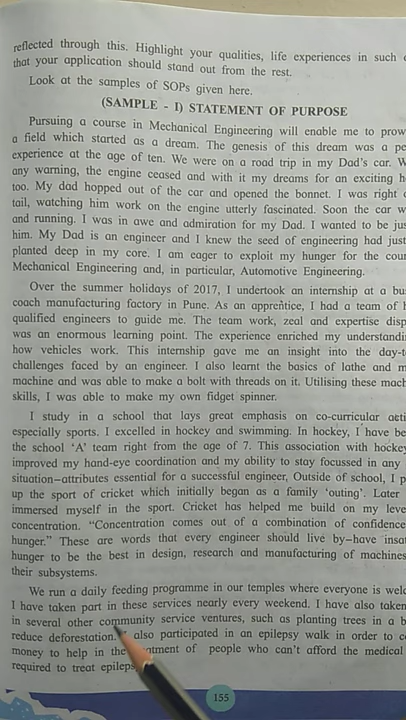 reflected through this. Highlight your qualities, life experiences in such
that your application should stand out from the rest.
Look at the samples of SOPs given here.
(SAMPLE - I) STATEMENT OF PURPOSE
Pursuing a course in Mechanical Engineering will enable me to
a field which started as a dream. The genesis of this dream was a
experience at the age of ten. We were on a road trip in my Dad's car.
any warning, the engine ceased and with it my dreams for an exciting
too. My dad hopped out of the car and opened the bonnet. I was right
tail, watching him work on the engine utterly fascinated. Soon the car
and running. I was in awe and admiration for my Dad. I wanted to be
him. My Dad is an engineer and I knew the seed of engineering had just
planted deep in my core. I am eager to exploit my hunger for the
Mechanical Engineering and, in particular, Automotive Engineering.
Over the summer holidays of 2017, I undertook an internship at a
coach manufacturing factory in Pune. As an apprentice, I had a team of
qualified engineers to guide me. The team work, zeal and expertise
was an enormous learning point. The experience enriched my
how vehicles work. This internship gave me an insight into the
challenges faced by an engineer. I also learnt the basics of lathe and
machine and was able to make a bolt with threads on it. Utilising these
skills, I was able to make my own fidget spinner.
I study in a school that lays great emphasis on co-curricular
especially sports. I excelled in hockey and swimming. In hockey, I have
the school 'A' team right from the age of 7. This association with hockey
improved my hand-eye coordination and my ability to stay focussed in any
situation–attributes essential for a successful engineer, Outside of school, I
up the sport of cricket which initially began as a family 'outing'. Later
immersed myself in the sport. Cricket has helped me build on my
concentration. "Concentration comes out of a combination of confidence
hunger." These are words that every engineer should live by–have
hunger to be the best in design, research and manufacturing of machines
their subsystems.
We run a daily feeding programme in our temples where everyone is
I have taken part in these services nearly every weekend. I have also taken
in several other community service ventures, such as planting trees in a
reduce deforestation. also participated in an epilepsy walk in order to
money to help in the of people who can't afford the medical
required to treat
155